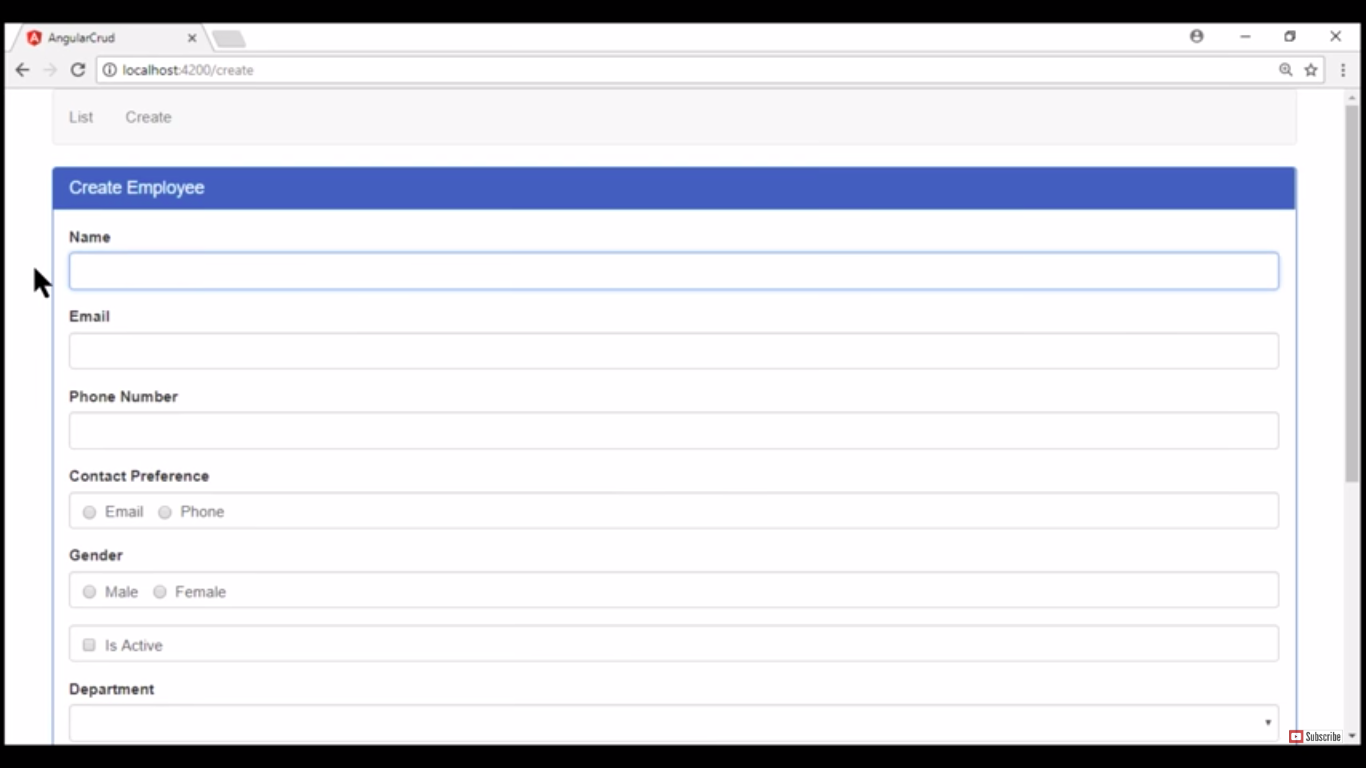 AngularCrud
localhost:4200/create
List Create
Create Employee
Name
Email
Phone Number
Contact Preference
Email Phone
Gender
Male Female
Is Active
Department
Subscribe